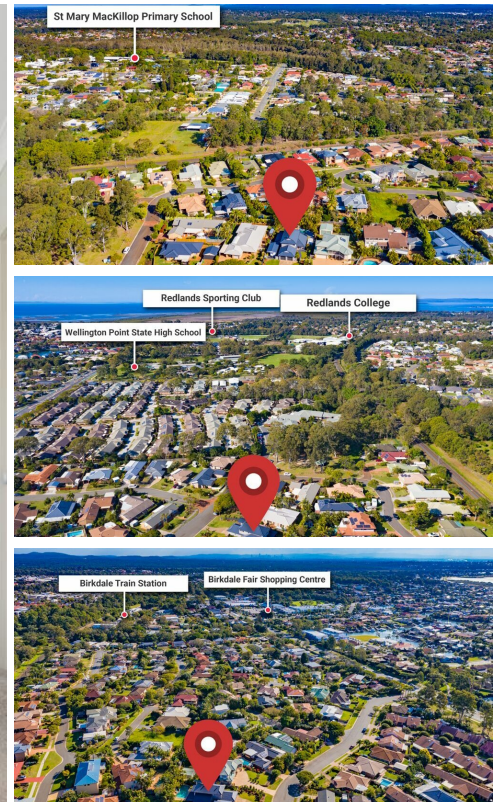 St Mary MacKillop Primary School
Redlands Sporting Club
Redlands College
Wellington Point State High School
Birkdale Train Station
Birkdale Fair Shopping Centre